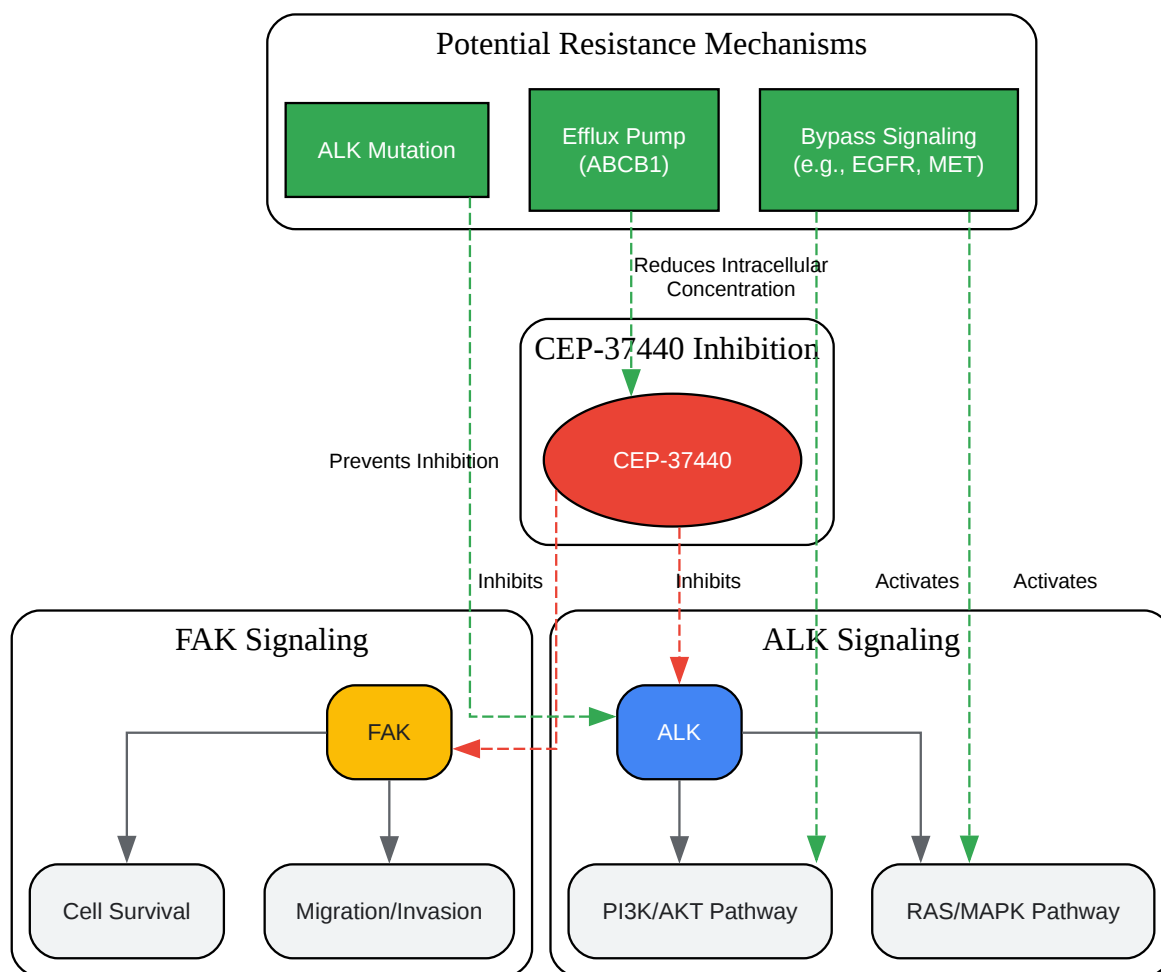 Potential Resistance Mechanisms
ALK Mutation
Efflux Pump
(ABCB1)
Bypass Signaling
(e.g., EGFR, MET)
Reduces Intracellular
Concentration
CEP-37440 Inhibition
CEP-37440
Prevents Inhibition
Inhibits
Inhibits
Activates
Activates
FAK Signaling
ALK Signaling
FAK
ALK
Cell Survival
Migration/Invasion
PI3K/AKT Pathway
RAS/MAPK Pathway